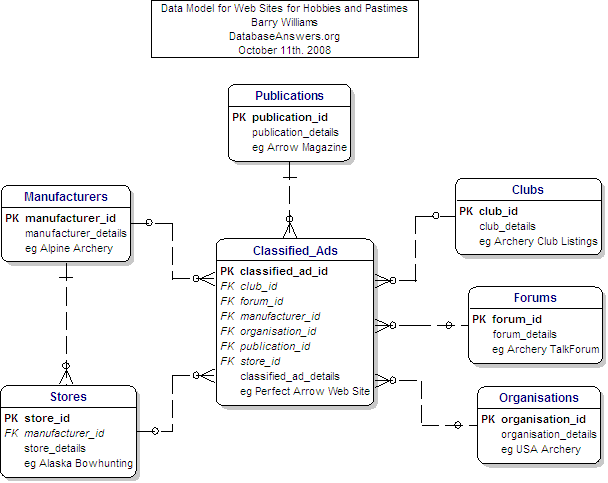 Data Model for Web Sites for Hobbies and Pastimes
Barry Williams
DatabaseAnswers.org
October 11th. 2008
Publications
PK publication_id
publication_details
eg Arrow Magazine
Manufacturers
PK manufacturer_id
manufacturer_details
eg Alpine Archery
Clubs
PK club_id
club_details
eg Archery Club Listings
Classified_Ads
PK classified_ad_id
FK club_id
FK forum_id
FK manufacturer_id
FK organisation_id
FK publication_id
FK store_id
classified_ad_details
eg Perfect Arrow Web Site
Forums
PK forum_id
forum_details
eg Archery TalkForum
Stores
PK store_id
FK manufacturer_id
store_details
eg Alaska Bowhunting
Organisations
PK organisation_id
organisation_details
eg USA Archery